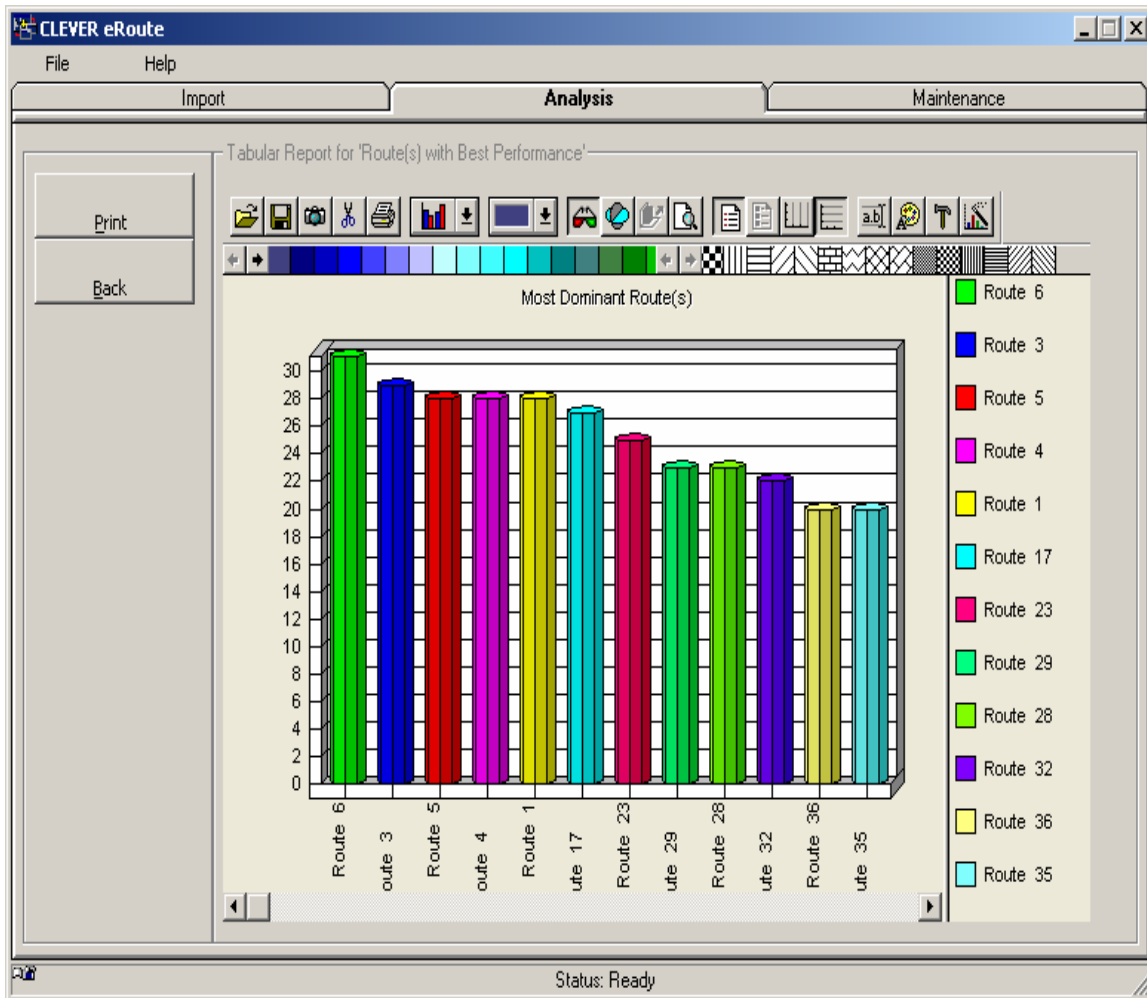 CLEVER eRoute
File Help
Import Analysis Maintenance
Tabular Report for 'Route(s) with Best Performance'
Print
Back
a.b
Most Dominant Route(s)
30
28
26
24
22
20
18
16
14
12
10
8
6
4
2
0
Route 6
oute 3
Route 5
oute 4
Route 1
ute 17
Route 23
ute 29
Route 28
ute 32
Route 36
ute 35
Route 6
Route 3
Route 5
Route 4
Route 1
Route 17
Route 23
Route 29
Route 28
Route 32
Route 36
Route 35
Status: Ready